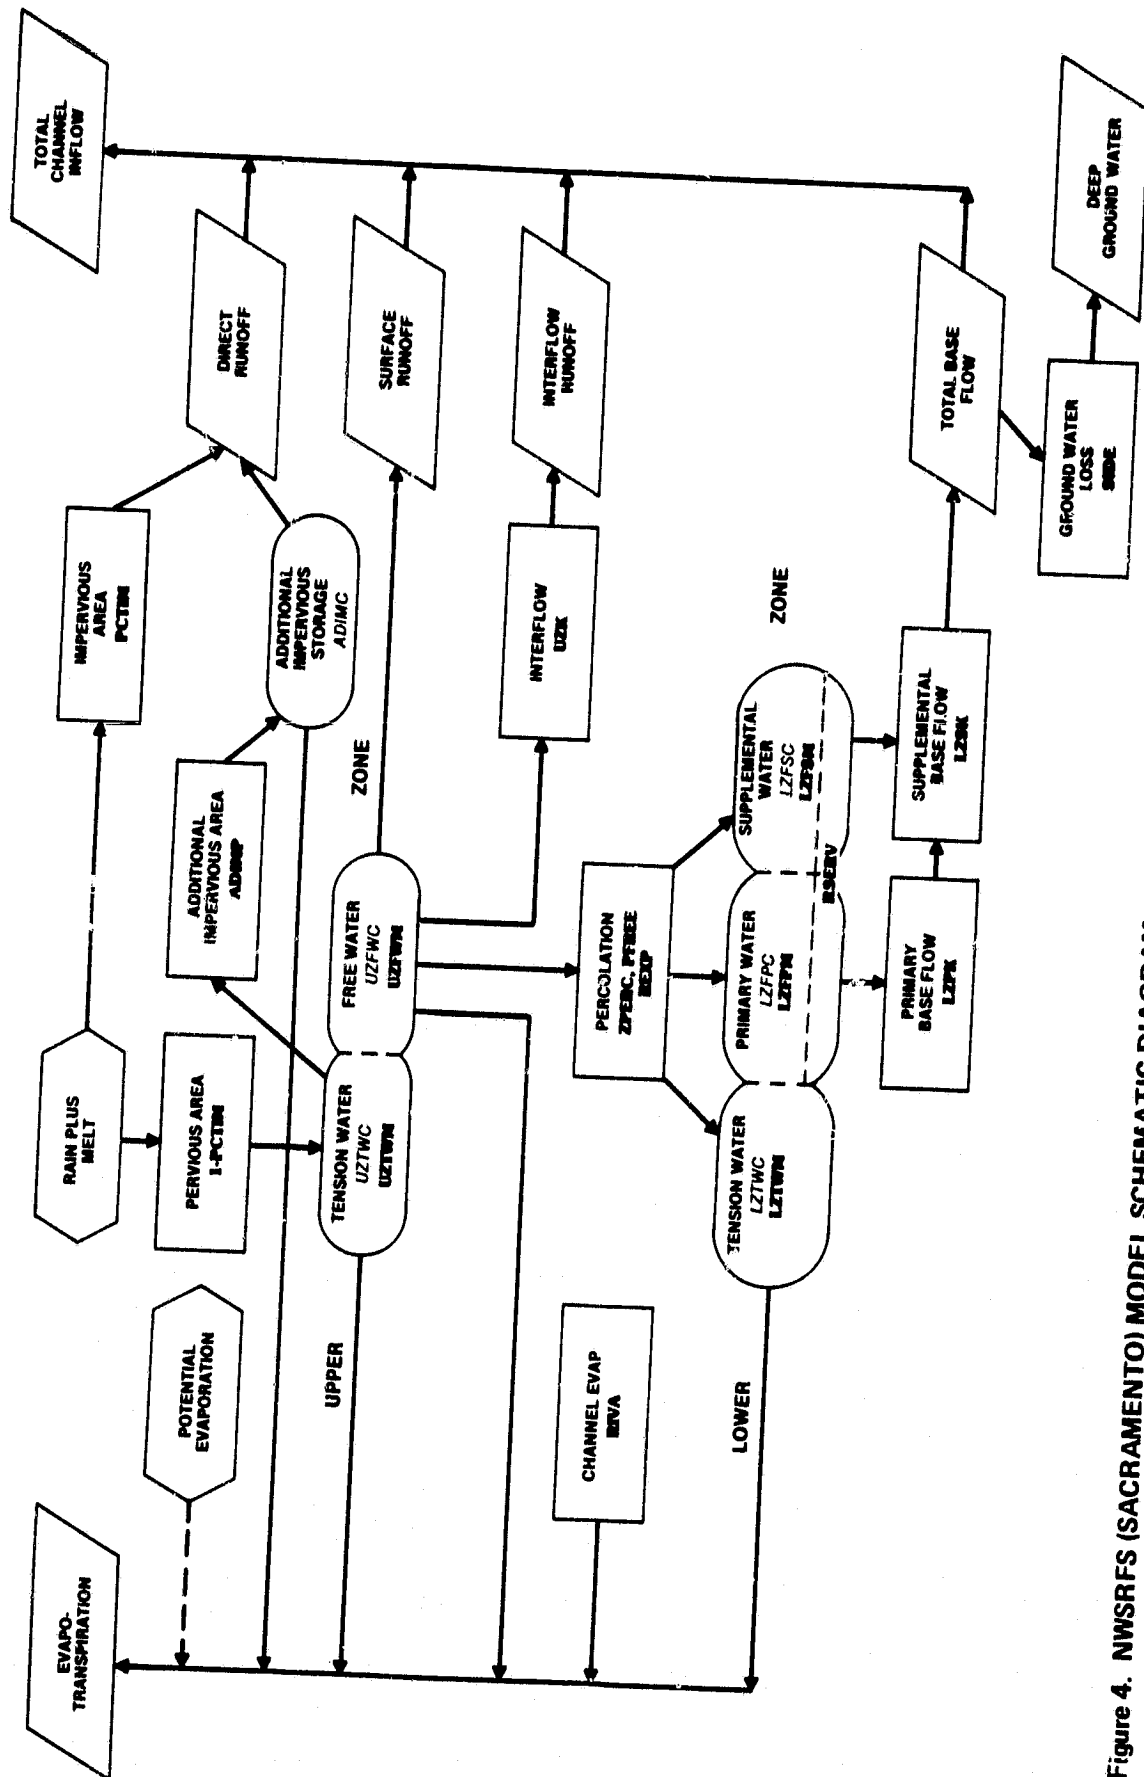 EVAPO-
TRANSPIRATION
POTENTIAL
EVAPORATION
RAIN PLUS
MELT
PERVIOUS AREA
1-PCTIM
IMPERVIOUS
AREA
PCTIM
ADDITIONAL
IMPERVIOUS AREA
ADIMP
ADDITIONAL
IMPERVIOUS
STORAGE
ADIMC
DIRECT
RUNOFF
TOTAL
CHANNEL
INFLOW
UPPER
TENSION WATER
UZTWC
UZTWM
FREE WATER
UZFWC
UZFWM
ZONE
SURFACE
RUNOFF
INTERFLOW
UZK
INTERFLOW
RUNOFF
CHANNEL EVAP
RIVA
PERCOLATION
ZPERC, PFREE
REXP
LOWER
TENSION WATER
LZTWC
LZTWM
PRIMARY WATER
LZFPC
LZFPM
SUPPLEMENTAL
WATER
LZFSC
LZFSM
RSERV
ZONE
PRIMARY
BASE FLOW
LZPK
SUPPLEMENTAL
BASE FLOW
LZSK
TOTAL BASE
FLOW
GROUND WATER
LOSS
SIDE
DEEP
GROUND WATER
Figure 4. NWSRFS (SACRAMENTO) MODEL SCHEMATIC DIAGRAM